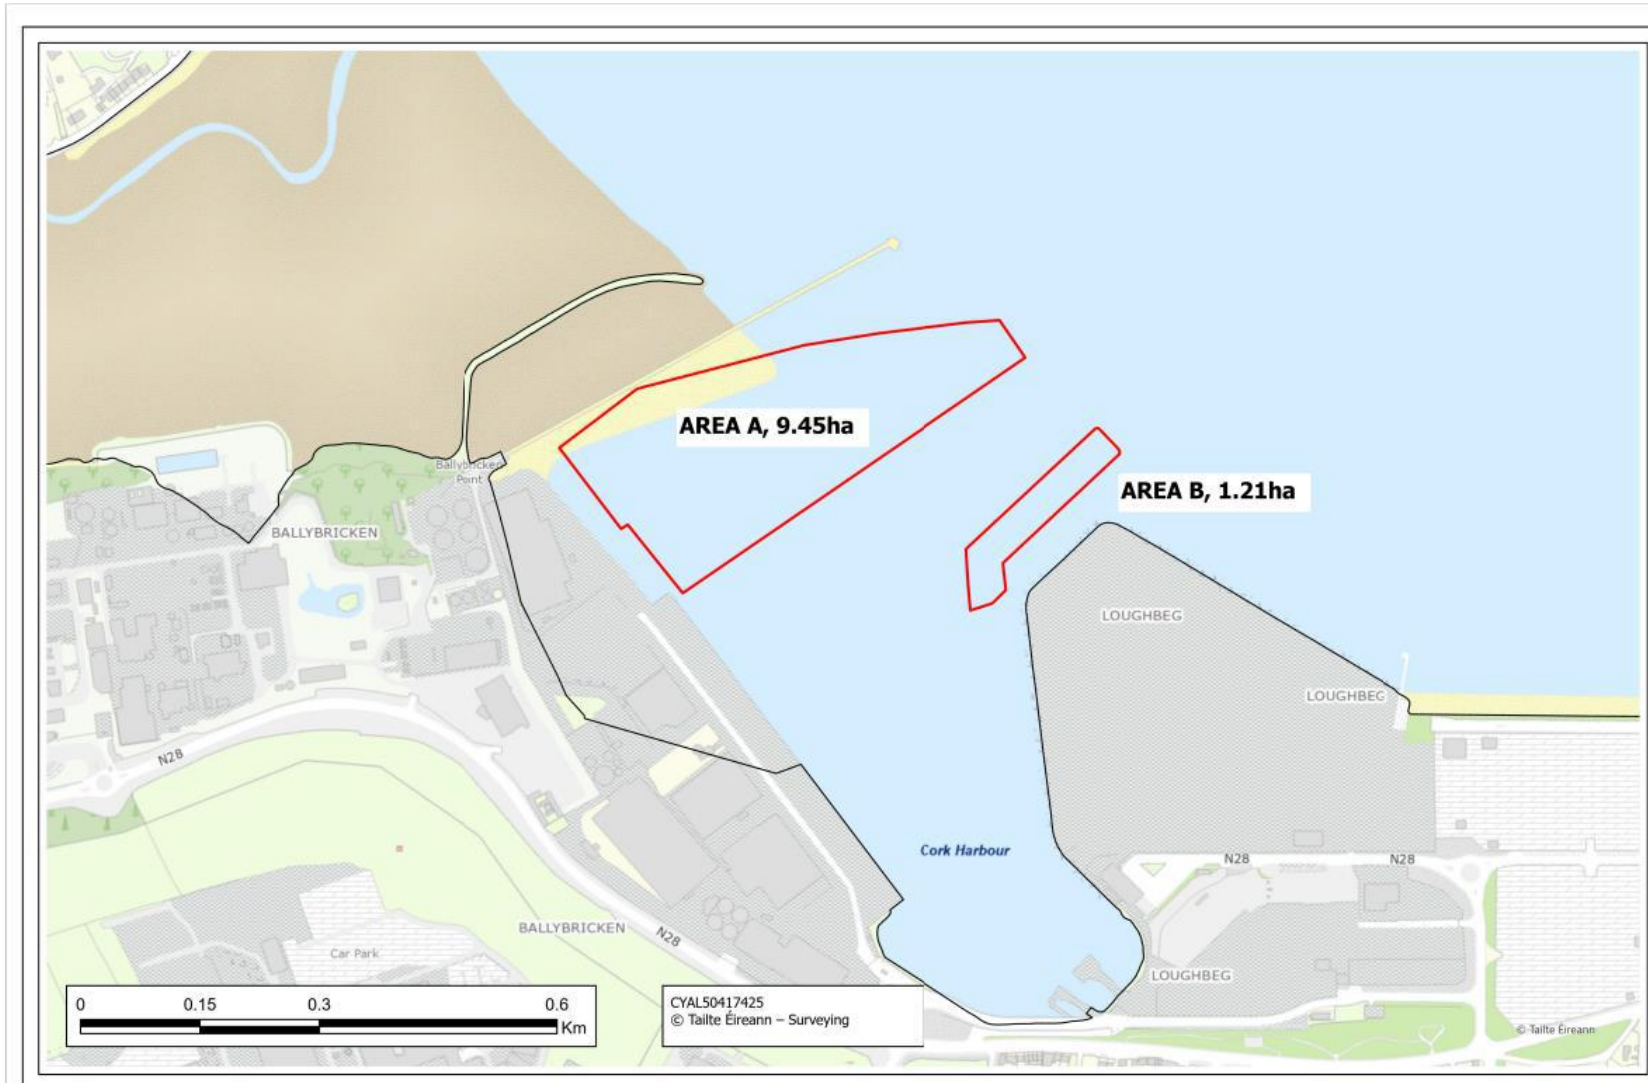 AREA A, 9.45ha
Ballybricken
Point
AREA B, 1.21ha
BALLYBRICKEN
LOUGHBEG
LOUGHBEG
N28
Cork Harbour
N28
N28
BALLYBRICKEN
N28
Car Park
LOUGHBEG
0 0.15 0.3 0.6
Km
CYAL50417425
© Tailte Éireann – Surveying
© Tailte Éireann